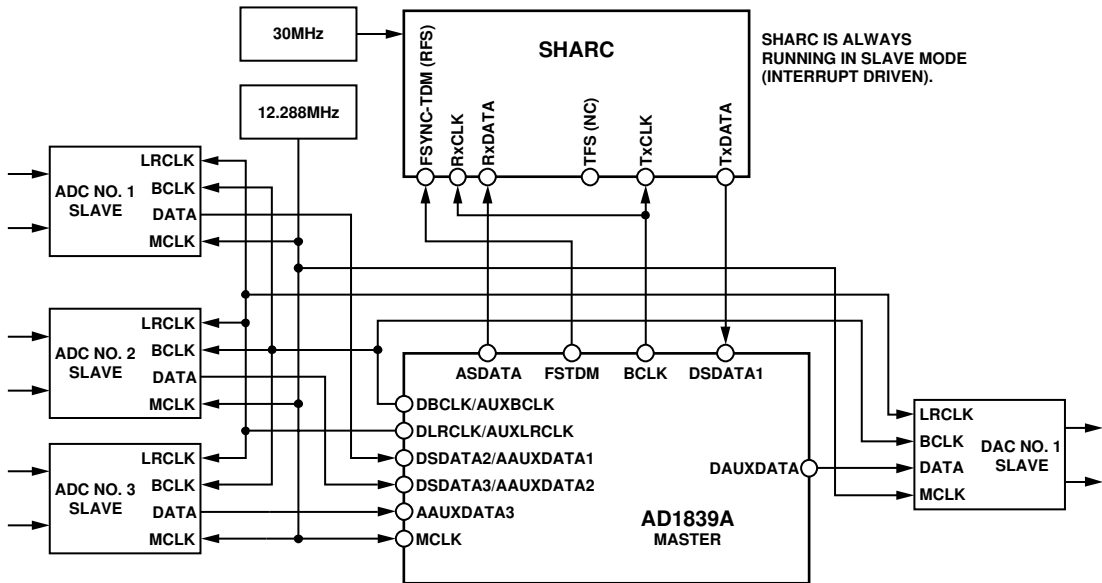 30MHz
12.288MHz
SHARC
SHARC IS ALWAYS
RUNNING IN SLAVE MODE
(INTERRUPT DRIVEN).
FSYNC-TDM (RFS)
RxCLK
RxDATA
TFS (NC)
TxCLK
TxDATA
ADC NO. 1
SLAVE
LRCLK
BCLK
DATA
MCLK
ADC NO. 2
SLAVE
LRCLK
BCLK
DATA
MCLK
ADC NO. 3
SLAVE
LRCLK
BCLK
DATA
MCLK
ASDATA
FSTDM
BCLK
DSDATA1
DBCLK/AUXBCLK
DLRCLK/AUXLRCLK
DSDATA2/AAUXDATA1
DSDATA3/AAUXDATA2
AAUXDATA3
MCLK
DAUXDATA
AD1839A
MASTER
LRCLK
BCLK
DATA
MCLK
DAC NO. 1
SLAVE